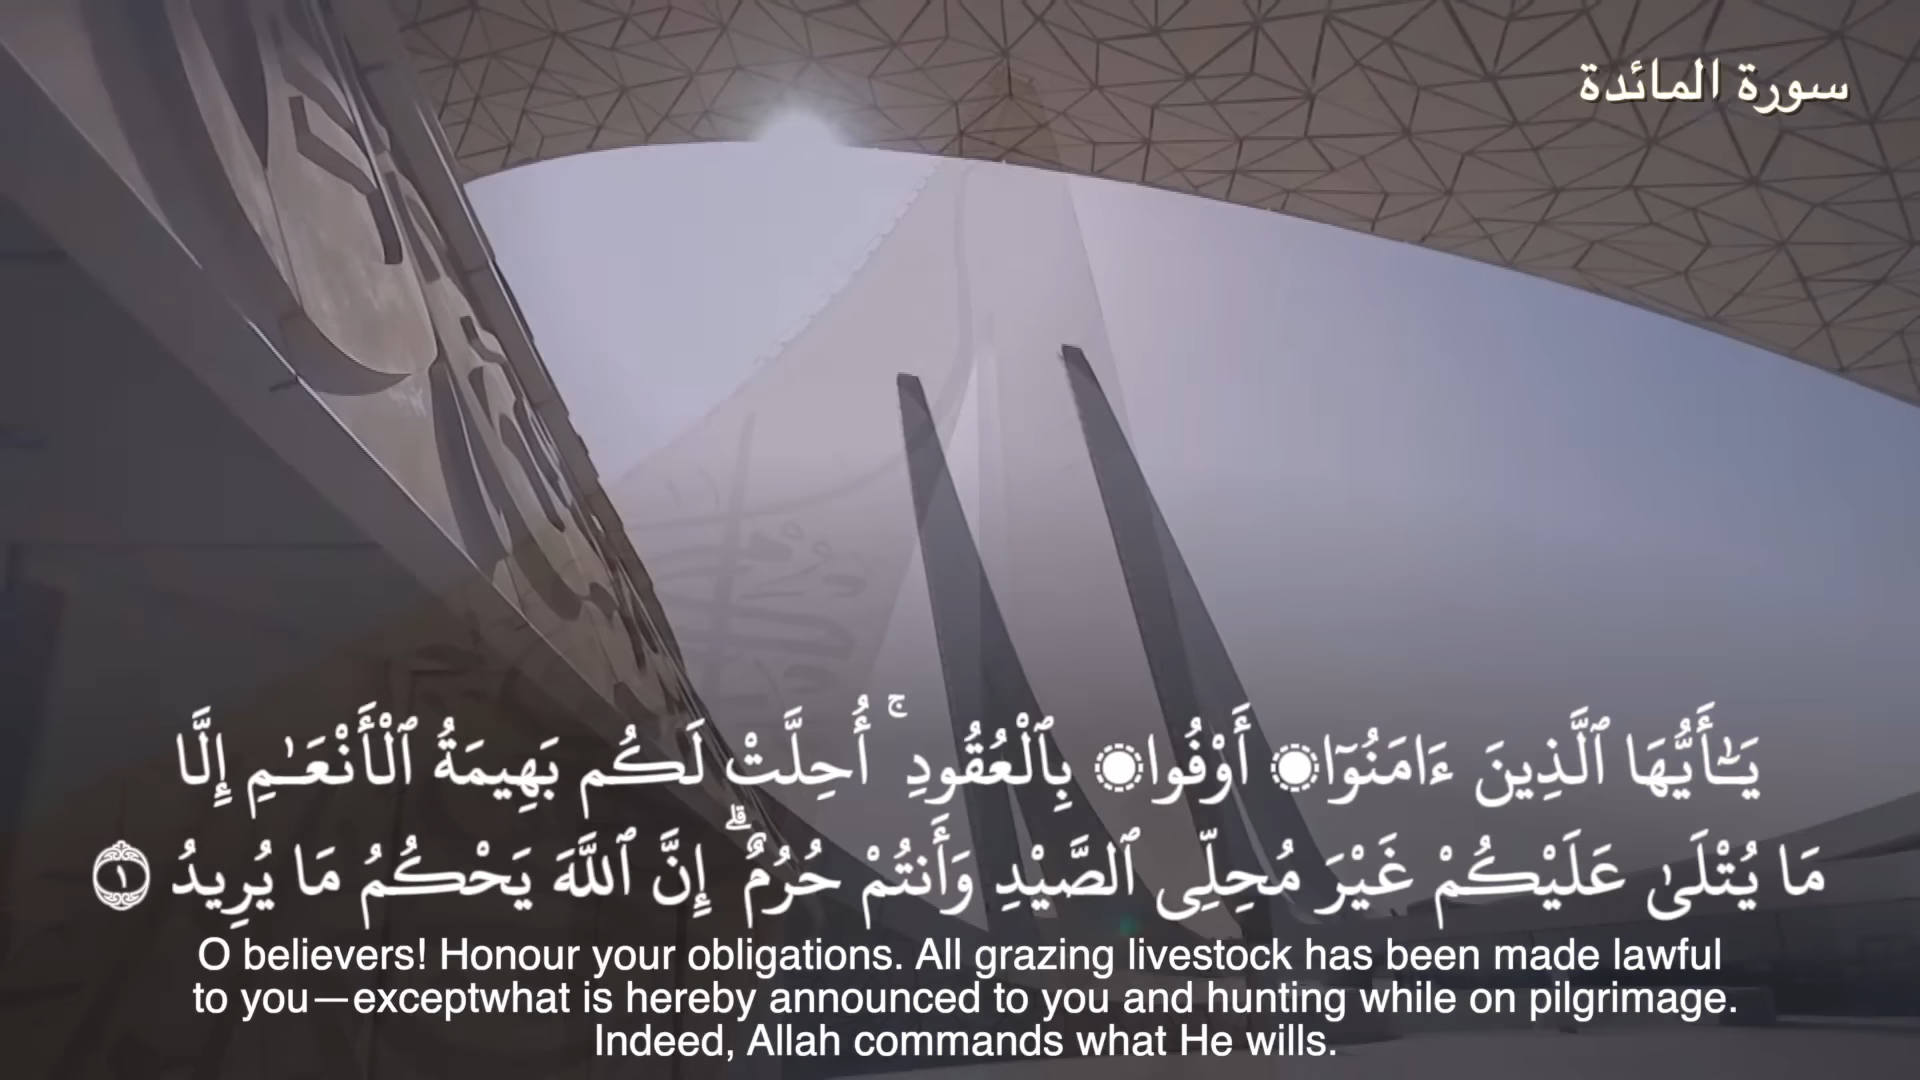 سورة المائدة
يَـٰٓأَيُّهَا ٱلَّذِينَ ءَامَنُوٓا۟ أَوْفُوا۟ بِٱلْعُقُودِ ۚ أُحِلَّتْ لَكُم بَهِيمَةُ ٱلْأَنْعَـٰمِ إِلَّا
مَا يُتْلَىٰ عَلَيْكُمْ غَيْرَ مُحِلِّى ٱلصَّيْدِ وَأَنتُمْ حُرُمٌ ۗ إِنَّ ٱللَّهَ يَحْكُمُ مَا يُرِيدُ ١
O believers! Honour your obligations. All grazing livestock has been made lawful
to you—exceptwhat is hereby announced to you and hunting while on pilgrimage.
Indeed, Allah commands what He wills.